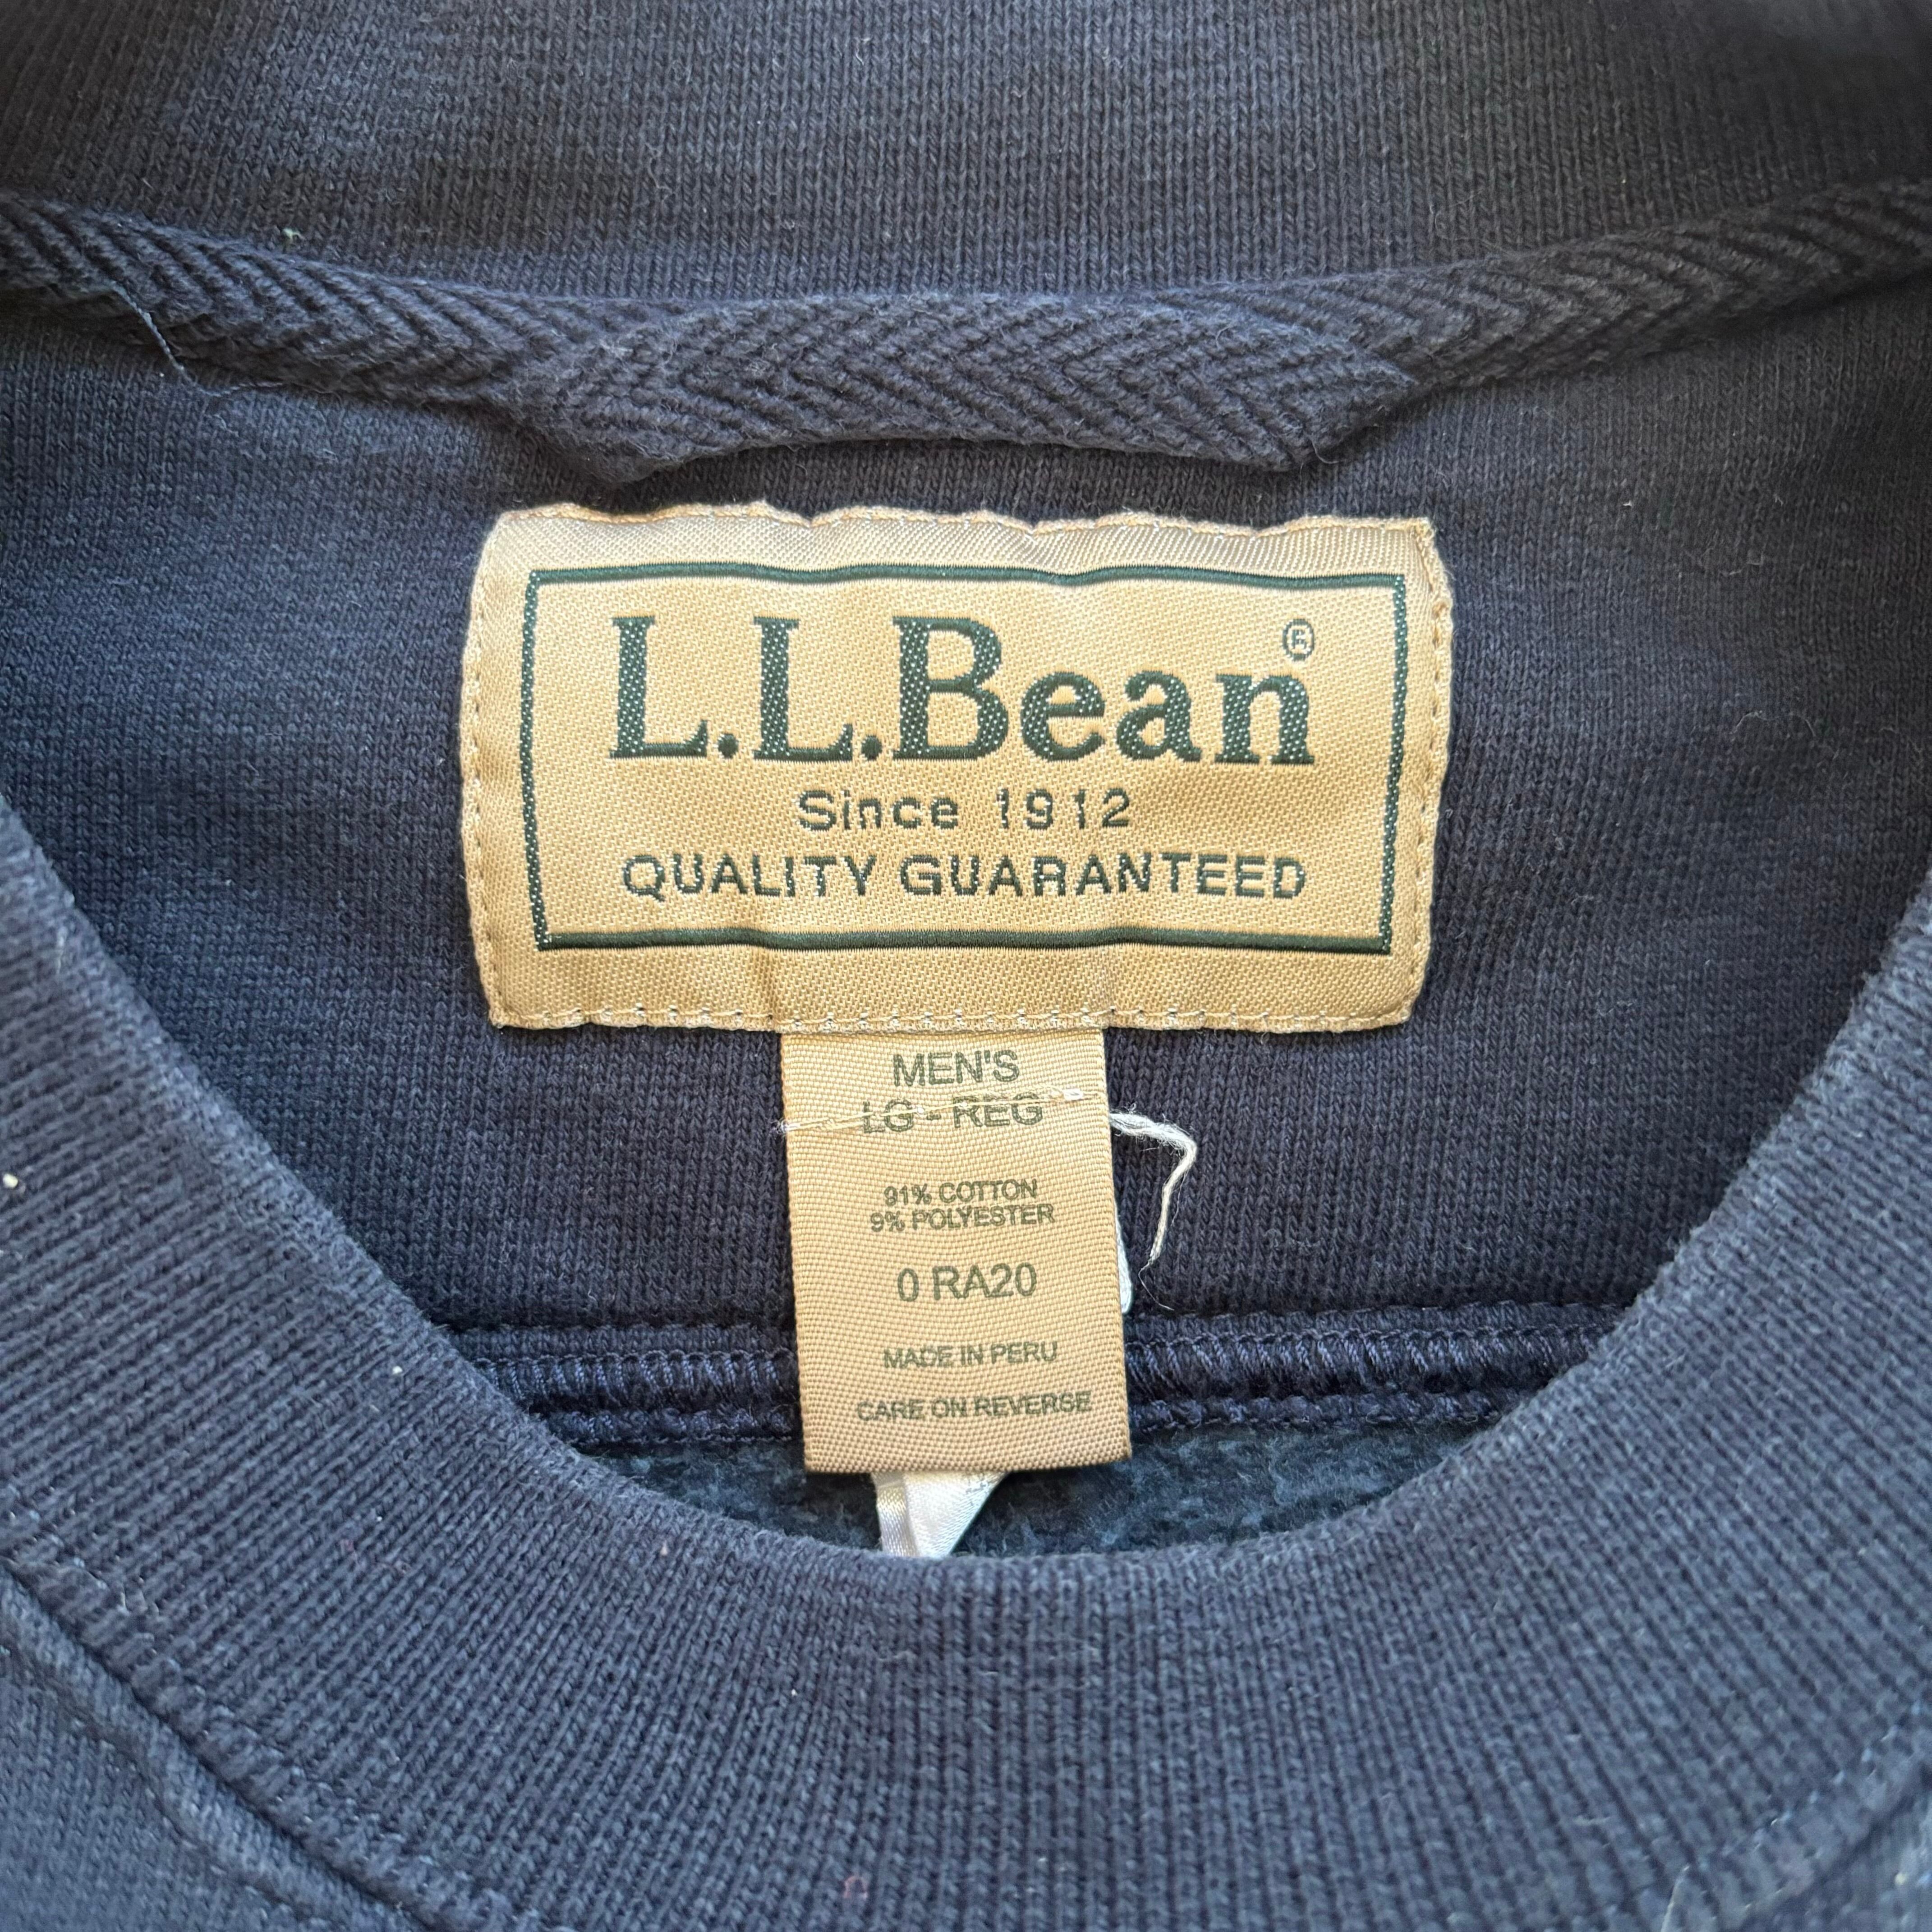 L.L.Bean®
Since 1912
QUALITY GUARANTEED
MEN'S
LG - REG
91% COTTON
9% POLYESTER
0 RA20
MADE IN PERU
CARE ON REVERSE